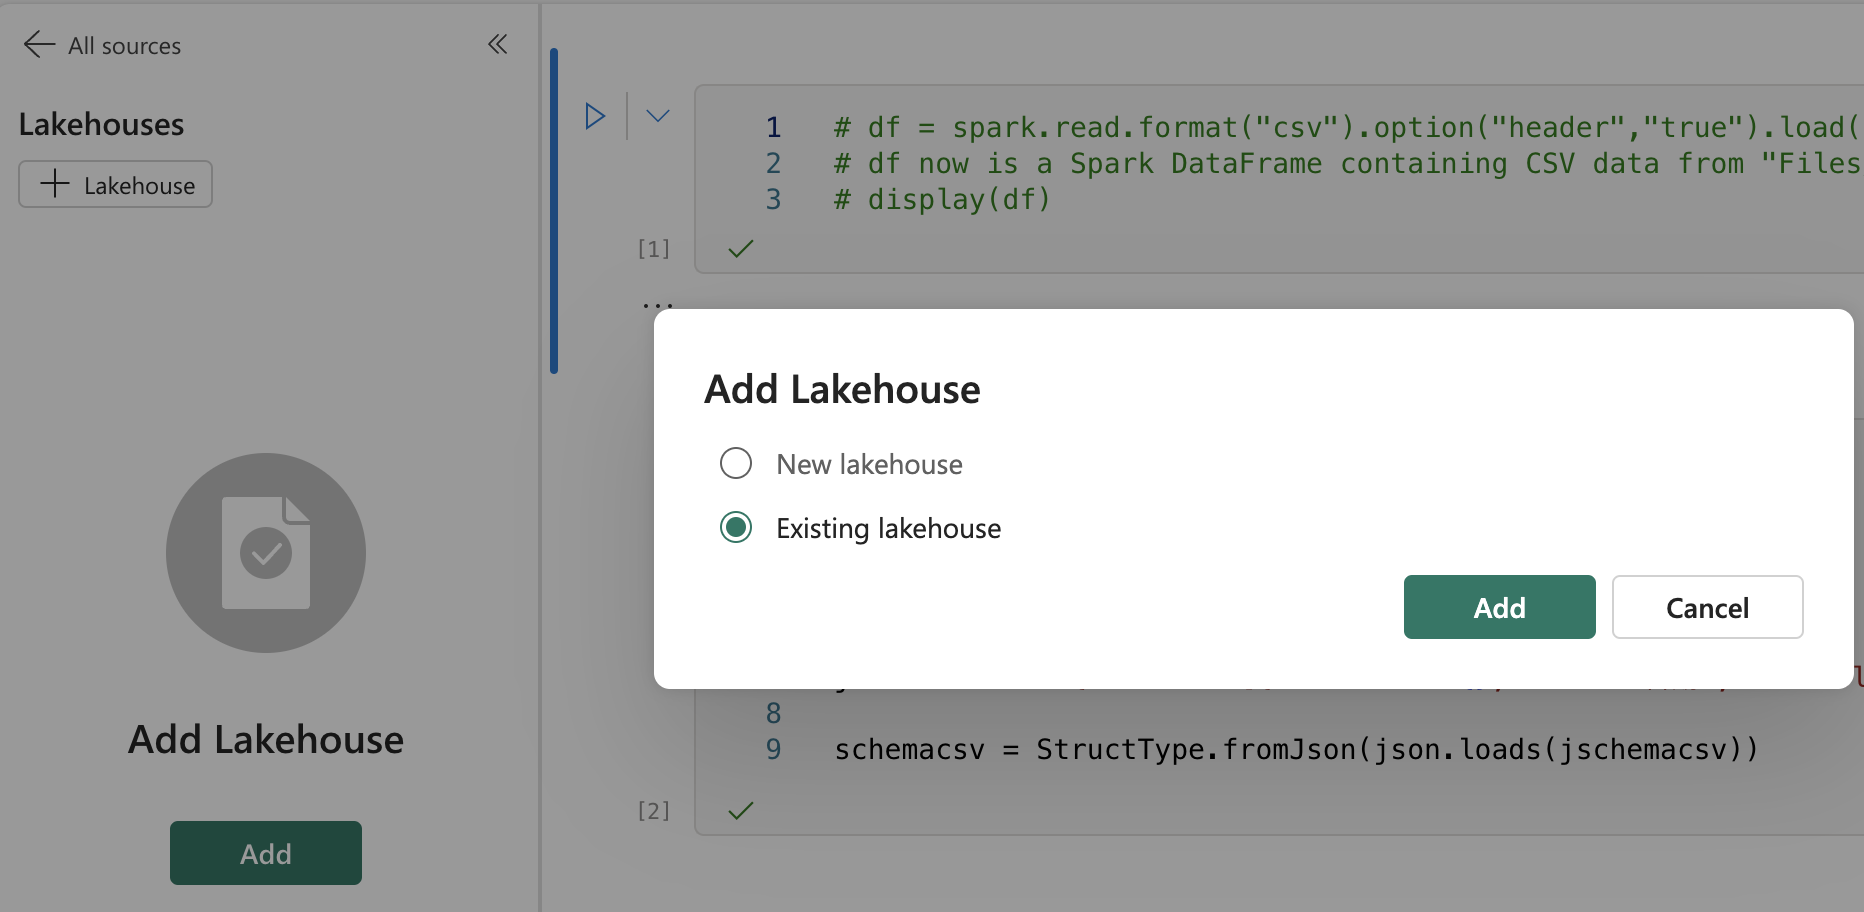 All sources
Lakehouses
Lakehouse
Add Lakehouse
Add
1 # df = spark.read.format("csv").option("header","true").load(
2 # df now is a Spark DataFrame containing CSV data from "Files
3 # display(df)
[1]
...
Add Lakehouse
New lakehouse
Existing lakehouse
Add
Cancel
8
9 schemacsv = StructType.fromJson(json.loads(jschemacsv))
[2]